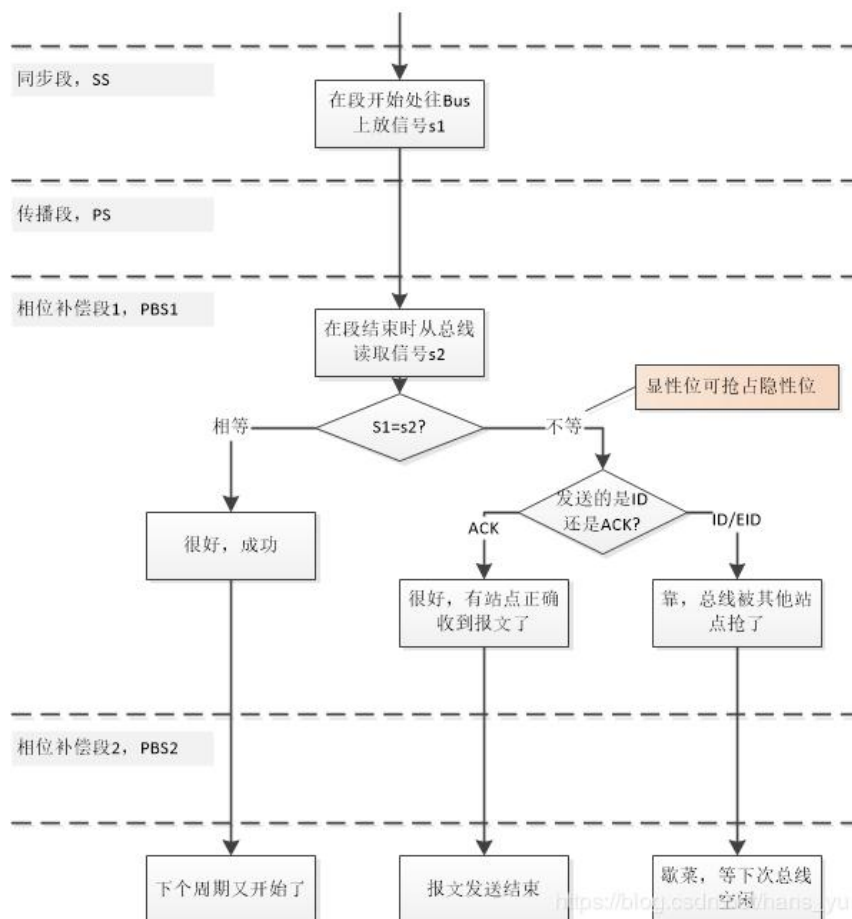 同步段，SS
在段开始处往Bus
上放信号s1
传播段，PS
相位补偿段1，PBS1
在段结束时从总线
读取信号s2
显性位可抢占隐性位
相等
S1=s2?
不等
发送的是ID
还是ACK?
ACK
ID/EID
很好，成功
很好，有站点正确
收到报文了
靠，总线被其他站
点抢了
相位补偿段2，PBS2
下个周期又开始了
报文发送结束
歇菜，等下次总线
空闲
https://blog.csdn.net/hans_yu